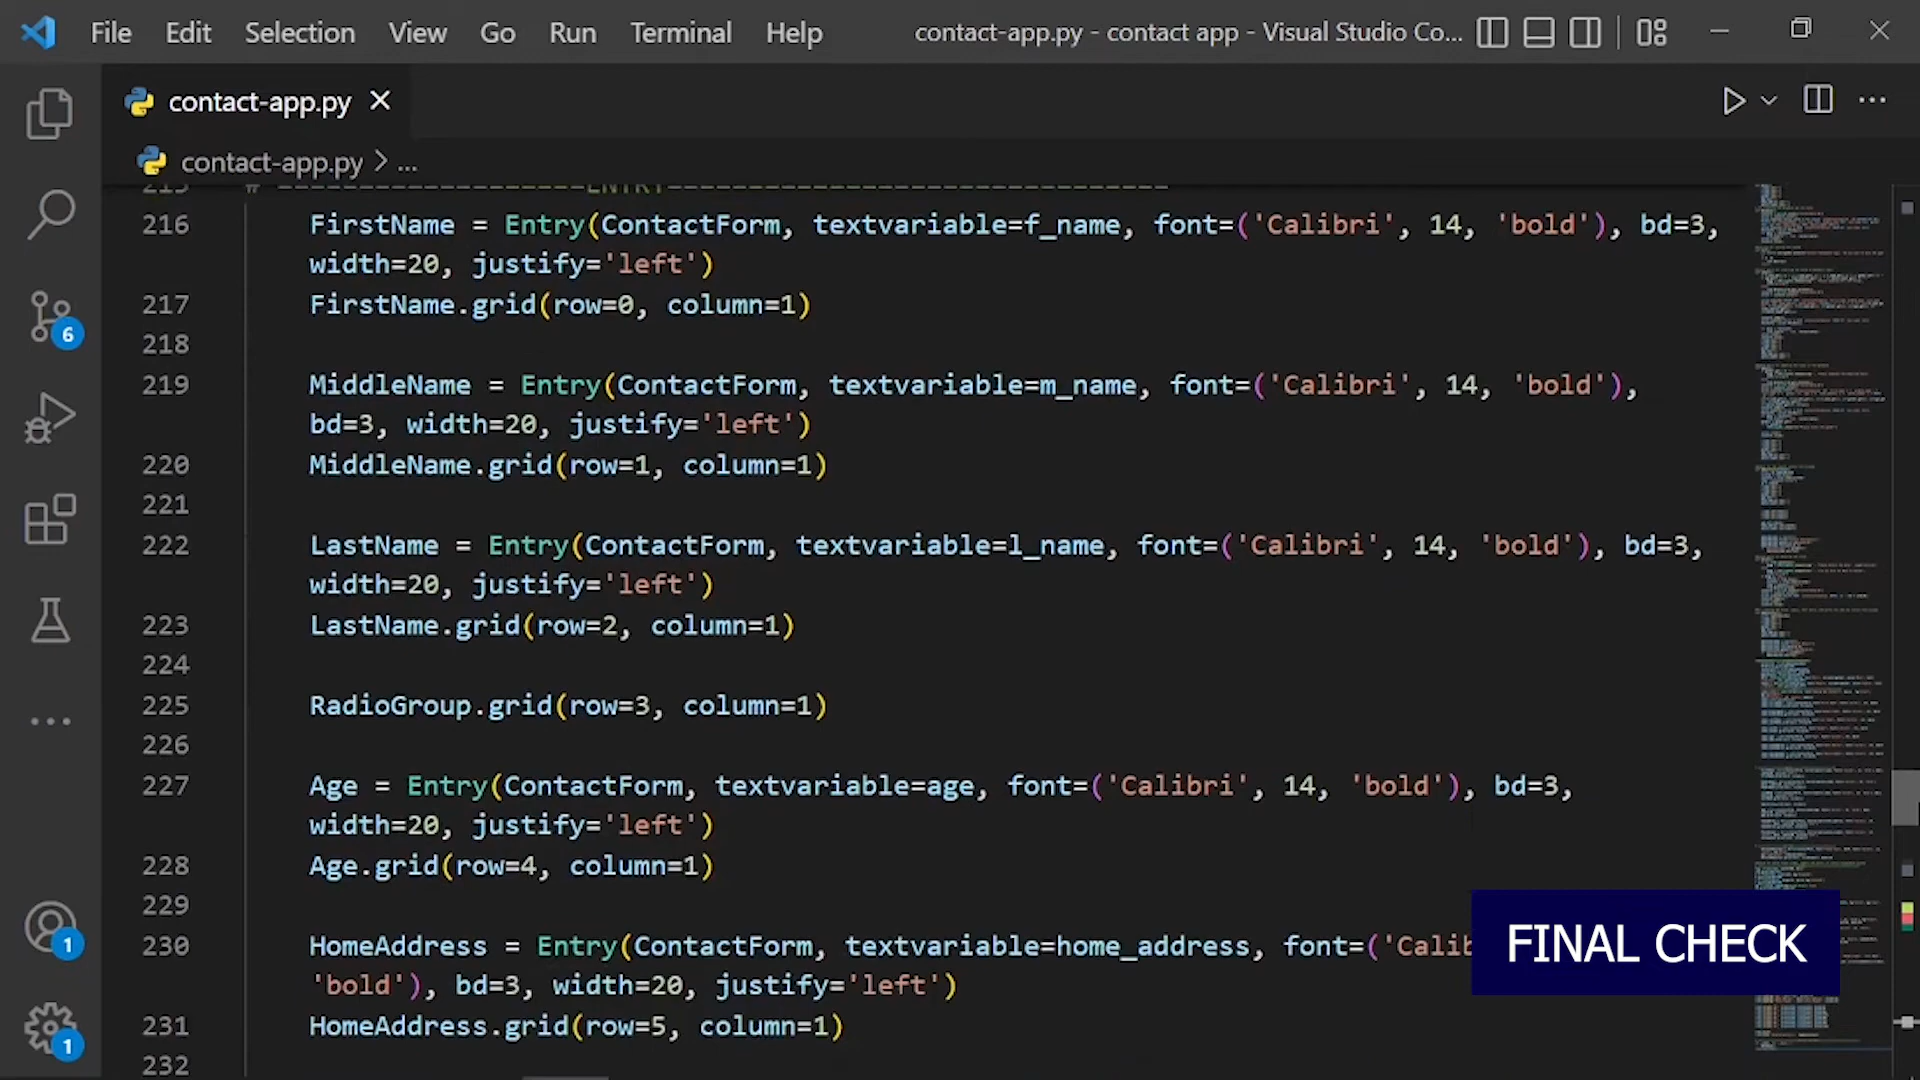 File Edit Selection View Go Run Terminal Help contact-app.py - contact app - Visual Studio Co...
contact-app.py
contact-app.py > ...
216 FirstName = Entry(ContactForm, textvariable=f_name, font=('Calibri', 14, 'bold'), bd=3,
width=20, justify='left')
217 FirstName.grid(row=0, column=1)
218
219 MiddleName = Entry(ContactForm, textvariable=m_name, font=('Calibri', 14, 'bold'),
bd=3, width=20, justify='left')
220 MiddleName.grid(row=1, column=1)
221
222 LastName = Entry(ContactForm, textvariable=l_name, font=('Calibri', 14, 'bold'), bd=3,
width=20, justify='left')
223 LastName.grid(row=2, column=1)
224
225 RadioGroup.grid(row=3, column=1)
226
227 Age = Entry(ContactForm, textvariable=age, font=('Calibri', 14, 'bold'), bd=3,
width=20, justify='left')
228 Age.grid(row=4, column=1)
229
230 HomeAddress = Entry(ContactForm, textvariable=home_address, font=('Calib
'bold'), bd=3, width=20, justify='left')
231 HomeAddress.grid(row=5, column=1)
232
6
1
1
FINAL CHECK